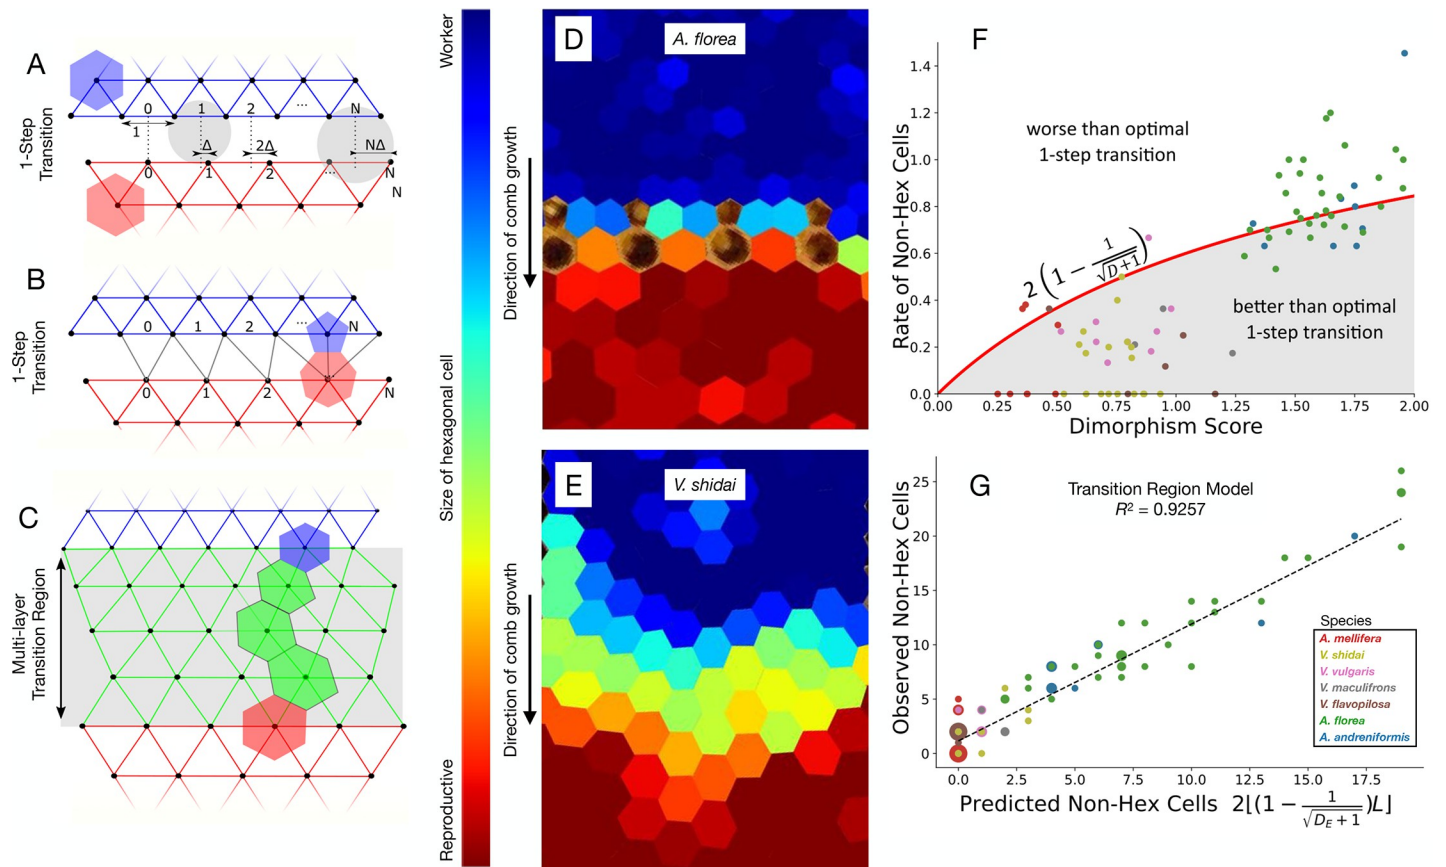 A
1-Step
Transition
0
1
2
...
N
1
Δ
2Δ
NΔ
0
1
2
...
N
N
B
1-Step
Transition
0
1
2
...
N
0
1
2
N
C
Multi-layer
Transition Region
Worker
Size of hexagonal cell
Reproductive
D
A. florea
Direction of comb growth
E
V. shidai
Direction of comb growth
F
Rate of Non-Hex Cells
1.4
1.2
1.0
0.8
0.6
0.4
0.2
0.0
worse than optimal
1-step transition
2(1 − 1/√(D+1))
better than optimal
1-step transition
0.00 0.25 0.50 0.75 1.00 1.25 1.50 1.75 2.00
Dimorphism Score
G
Observed Non-Hex Cells
25
20
15
10
5
0
Transition Region Model
R² = 0.9257
Species
A. mellifera
V. shidai
V. vulgaris
V. maculifrons
V. flavopilosa
A. florea
A. andreniformis
0.0 2.5 5.0 7.5 10.0 12.5 15.0 17.5
Predicted Non-Hex Cells 2⌊(1 − 1/√(D_E + 1))L⌋